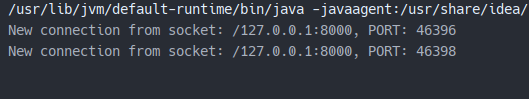 /usr/lib/jvm/default-runtime/bin/java -javaagent:/usr/share/idea/
New connection from socket: /127.0.0.1:8000, PORT: 46396
New connection from socket: /127.0.0.1:8000, PORT: 46398